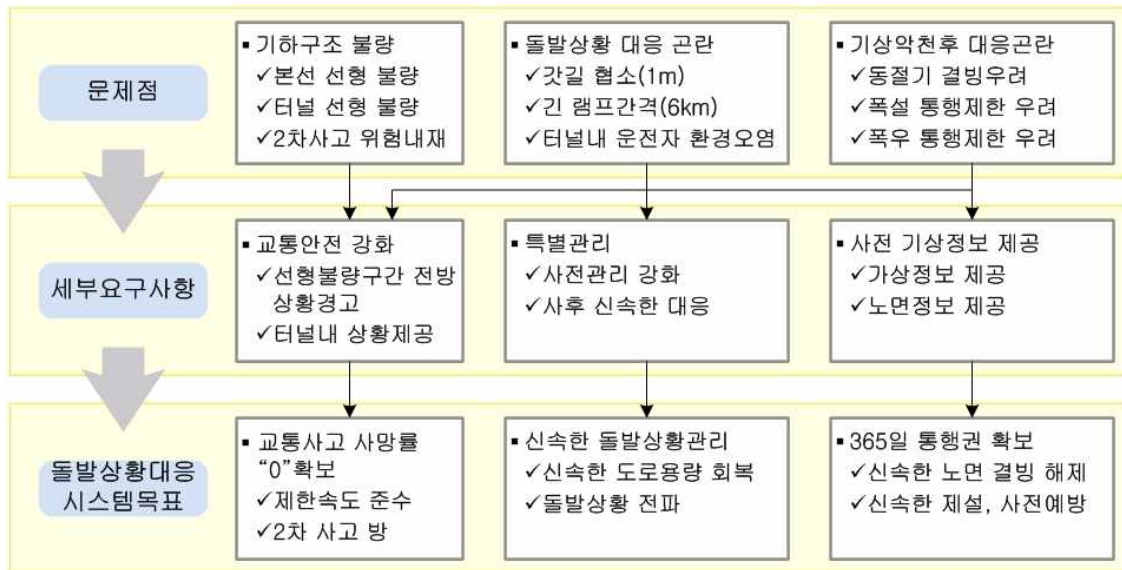 문제점
▪ 기하구조 불량
✓본선 선형 불량
✓터널 선형 불량
✓2차사고 위험내재
▪ 돌발상황 대응 곤란
✓갓길 협소(1m)
✓긴 램프간격(6km)
✓터널내 운전자 환경오염
▪ 기상악천후 대응곤란
✓동절기 결빙우려
✓폭설 통행제한 우려
✓폭우 통행제한 우려
세부요구사항
▪ 교통안전 강화
✓선형불량구간 전방
상황경고
✓터널내 상황제공
▪ 특별관리
✓사전관리 강화
✓사후 신속한 대응
▪ 사전 기상정보 제공
✓가상정보 제공
✓노면정보 제공
돌발상황대응
시스템목표
▪ 교통사고 사망률
“0”확보
✓제한속도 준수
✓2차 사고 방
▪ 신속한 돌발상황관리
✓신속한 도로용량 회복
✓돌발상황 전파
▪ 365일 통행권 확보
✓신속한 노면 결빙 해제
✓신속한 제설, 사전예방